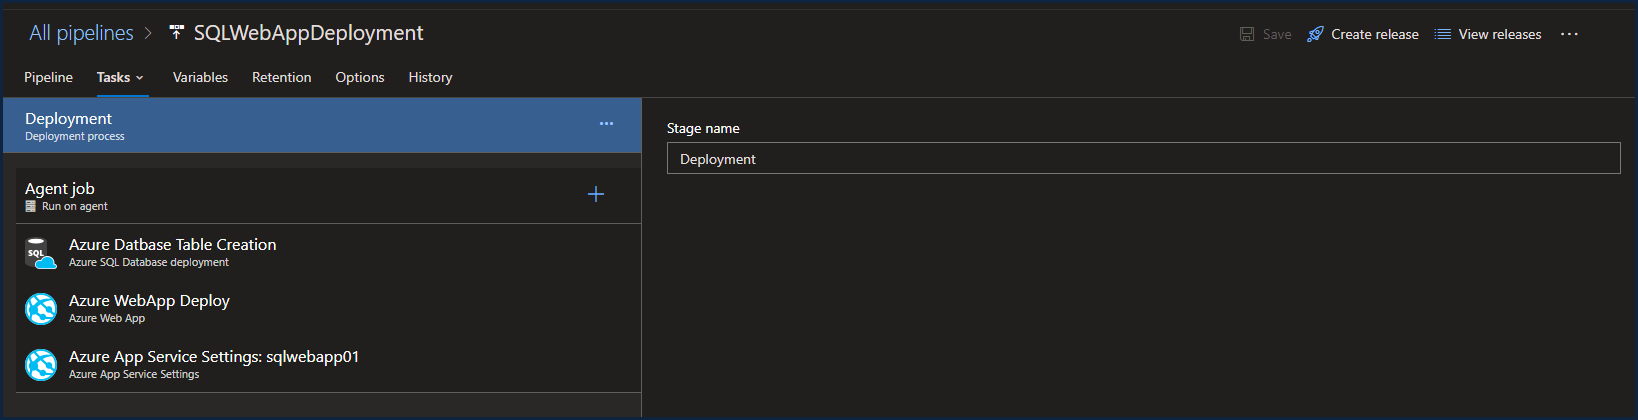 All pipelines > SQLWebAppDeployment
Save Create release View releases ...
Pipeline Tasks Variables Retention Options History
Deployment
Deployment process
...
Stage name
Deployment
Agent job
Run on agent
+
Azure Datbase Table Creation
SQL
Azure SQL Database deployment
Azure WebApp Deploy
Azure Web App
Azure App Service Settings: sqlwebapp01
Azure App Service Settings